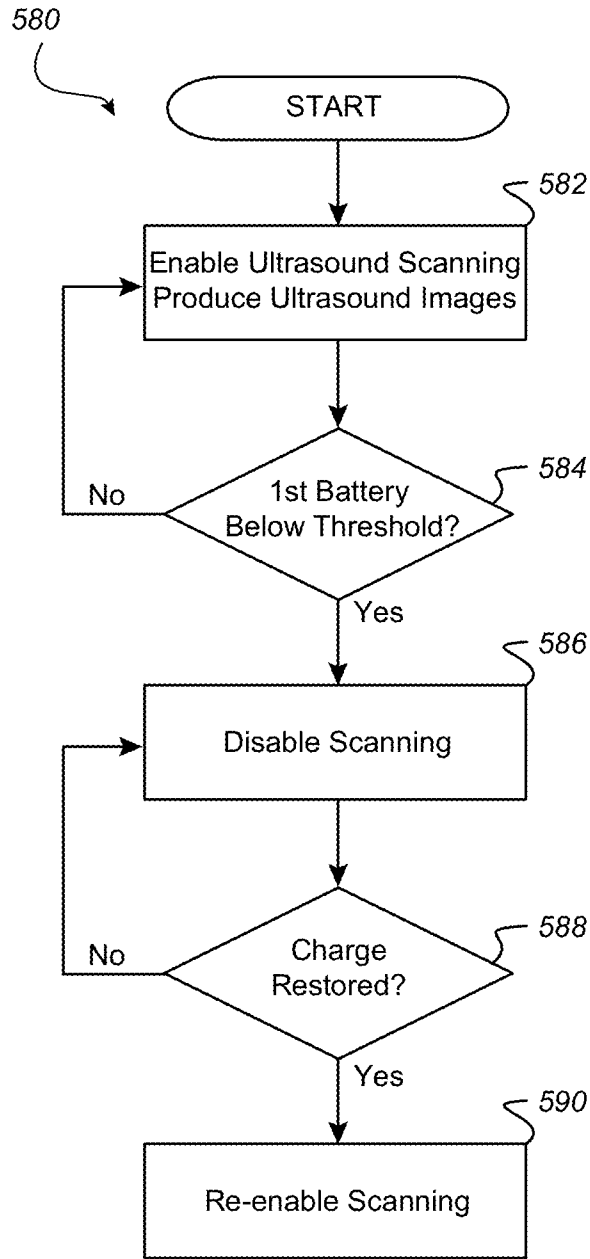 580
START
582
Enable Ultrasound Scanning
Produce Ultrasound Images
584
1st Battery
Below Threshold?
No
Yes
586
Disable Scanning
588
Charge
Restored?
No
Yes
590
Re-enable Scanning